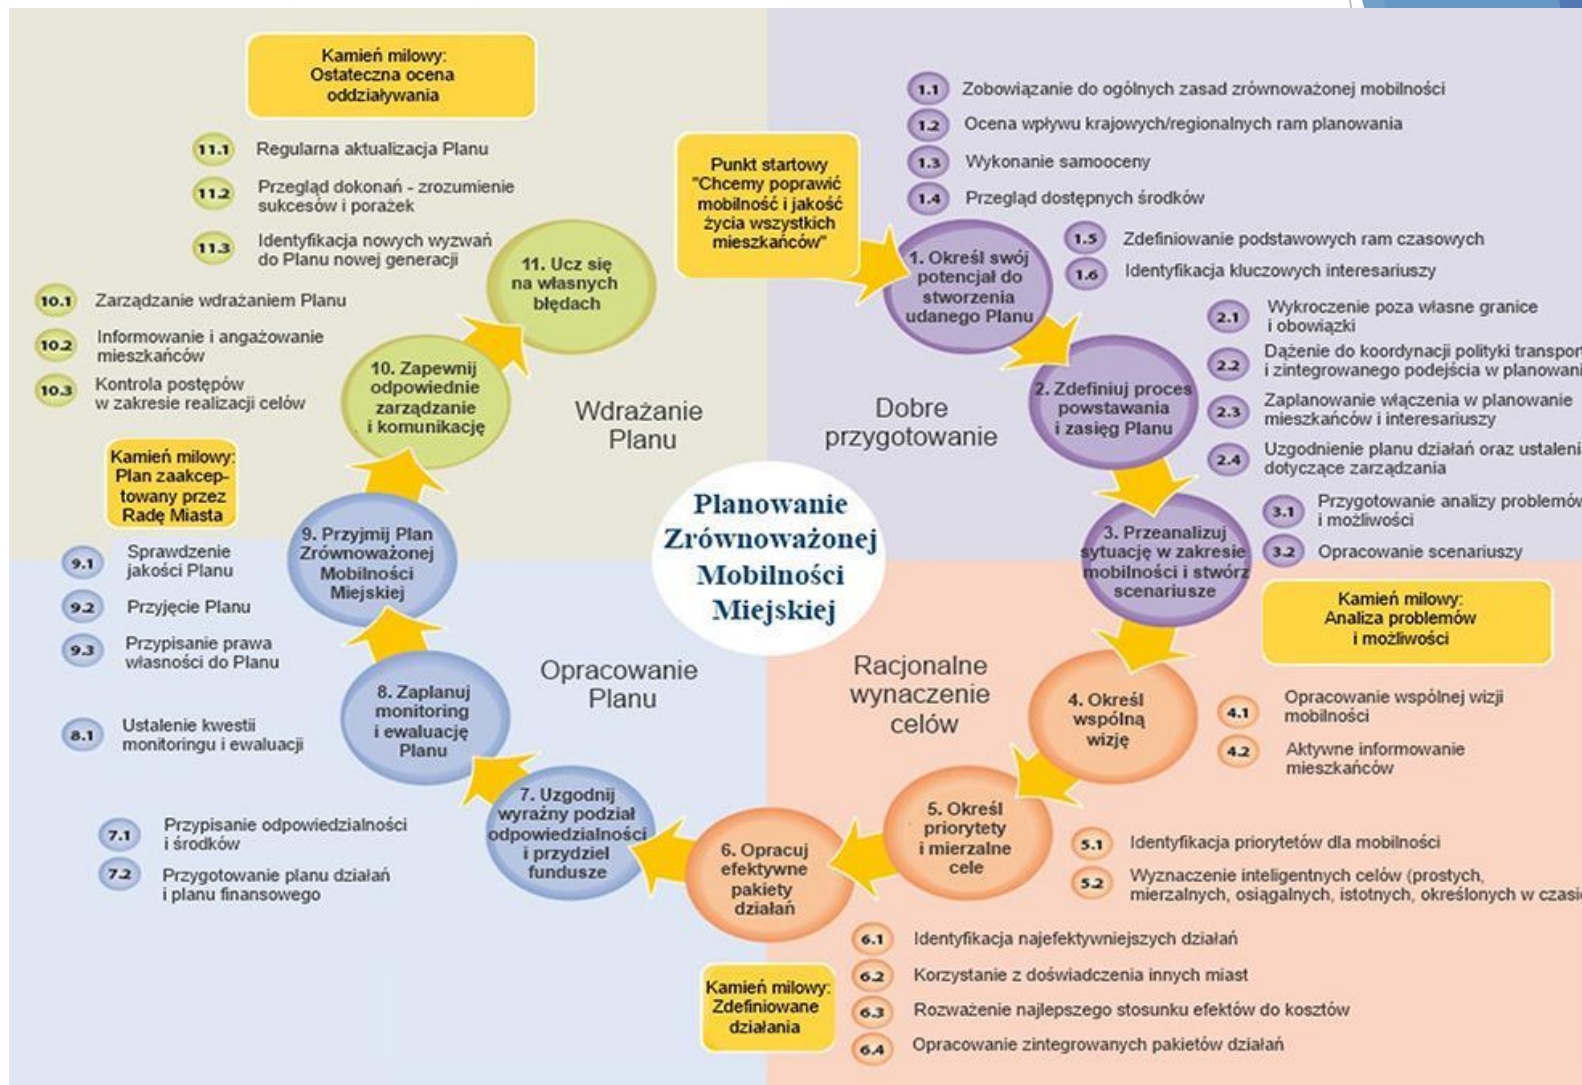 Kamień milowy:
Ostateczna ocena
oddziaływania
11.1 Regularna aktualizacja Planu
11.2 Przegląd dokonań - zrozumienie
sukcesów i porażek
11.3 Identyfikacja nowych wyzwań
do Planu nowej generacji
11. Ucz się
na własnych
błędach
10.1 Zarządzanie wdrażaniem Planu
10.2 Informowanie i angażowanie
mieszkańców
10.3 Kontrola postępów
w zakresie realizacji celów
10. Zapewnij
odpowiednie
zarządzanie
i komunikację
Wdrażanie
Planu
Punkt startowy
"Chcemy poprawić
mobilność i jakość
życia wszystkich
mieszkańców"
1.1 Zobowiązanie do ogólnych zasad zrównoważonej mobilności
1.2 Ocena wpływu krajowych/regionalnych ram planowania
1.3 Wykonanie samooceny
1.4 Przegląd dostępnych środków
1.5 Zdefiniowanie podstawowych ram czasowych
1.6 Identyfikacja kluczowych interesariuszy
1. Określ swój
potencjał do
stworzenia
udanego Planu
2.1 Wykroczenie poza własne granice
i obowiązki
2.2 Dążenie do koordynacji polityki transport
i zintegrowanego podejścia w planowani
2.3 Zaplanowanie włączenia w planowanie
mieszkańców i interesariuszy
2.4 Uzgodnienie planu działań oraz ustaleni
dotyczące zarządzania
2. Zdefiniuj proces
powstawania
i zasięg Planu
Dobre
przygotowanie
3.1 Przygotowanie analizy problemów
i możliwości
3.2 Opracowanie scenariuszy
3. Przeanalizuj
sytuację w zakresie
mobilności i stwórz
scenariusze
Kamień milowy:
Analiza problemów
i możliwości
Planowanie
Zrównoważonej
Mobilności
Miejskiej
Kamień milowy:
Plan zaakcep-
towany przez
Radę Miasta
9. Przyjmij Plan
Zrównoważonej
Mobilności
Miejskiej
9.1 Sprawdzenie
jakości Planu
9.2 Przyjęcie Planu
9.3 Przypisanie prawa
własności do Planu
Opracowanie
Planu
8. Zaplanuj
monitoring
i ewaluację
Planu
8.1 Ustalenie kwestii
monitoringu i ewaluacji
7. Uzgodnij
wyraźny podział
odpowiedzialności
i przydziel
fundusze
7.1 Przypisanie odpowiedzialności
i środków
7.2 Przygotowanie planu działań
i planu finansowego
Racjonalne
wynaczenie
celów
4. Określ
wspólną
wizję
4.1 Opracowanie wspólnej wizji
mobilności
4.2 Aktywne informowanie
mieszkańców
5. Określ
priorytety
i mierzalne
cele
5.1 Identyfikacja priorytetów dla mobilności
5.2 Wyznaczenie inteligentnych celów (prostych,
mierzalnych, osiągalnych, istotnych, określonych w czasie
6. Opracuj
efektywne
pakiety
działań
6.1 Identyfikacja najefektywniejszych działań
6.2 Korzystanie z doświadczenia innych miast
6.3 Rozważenie najlepszego stosunku efektów do kosztów
6.4 Opracowanie zintegrowanych pakietów działań
Kamień milowy:
Zdefiniowane
działania